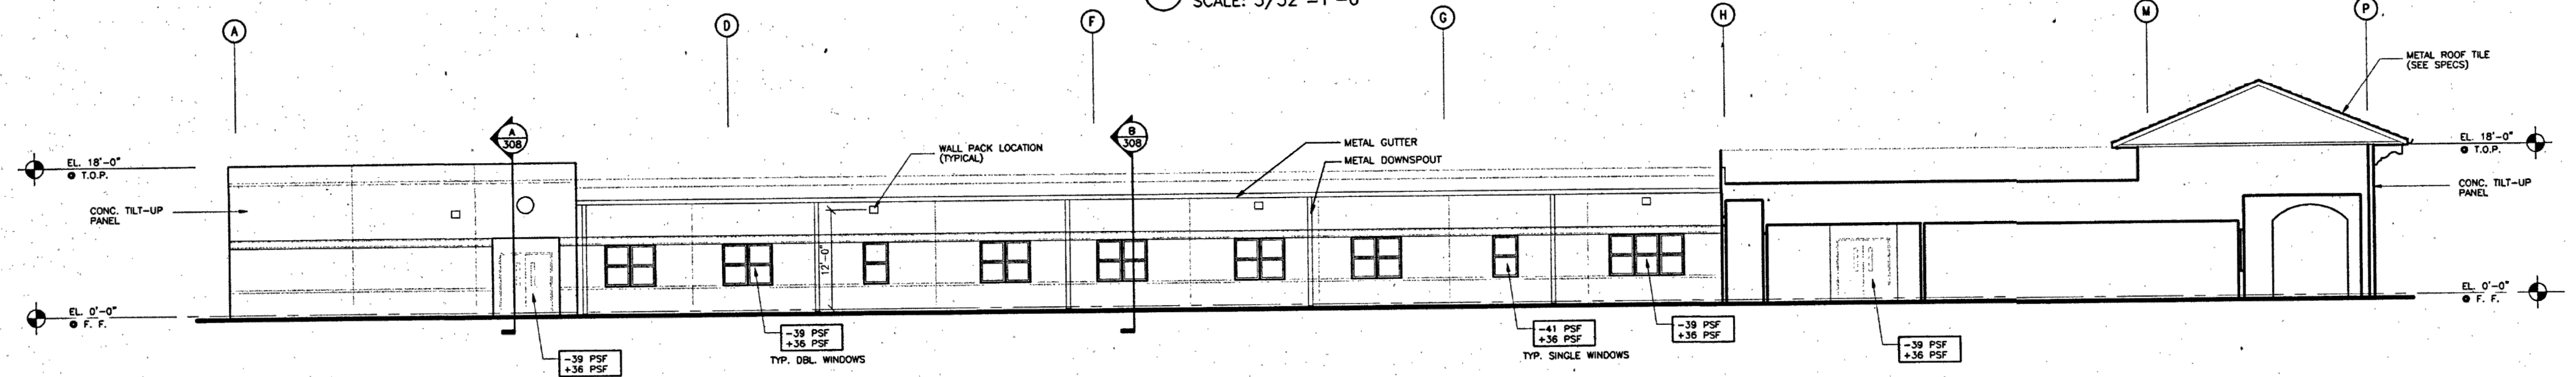 SCALE: 3/32"=1'-0"
A
D
F
G
H
M
P
METAL ROOF TILE
(SEE SPECS)
A
308
B
308
WALL PACK LOCATION
(TYPICAL)
METAL GUTTER
METAL DOWNSPOUT
EL. 18'-0"
@ T.O.P.
EL. 18'-0"
@ T.O.P.
CONC. TILT-UP
PANEL
CONC. TILT-UP
PANEL
12'-0"
EL. 0'-0"
@ F. F.
EL. 0'-0"
@ F. F.
-39 PSF
+36 PSF
-39 PSF
+36 PSF
TYP. DBL. WINDOWS
-41 PSF
+36 PSF
TYP. SINGLE WINDOWS
-39 PSF
+36 PSF
-39 PSF
+36 PSF